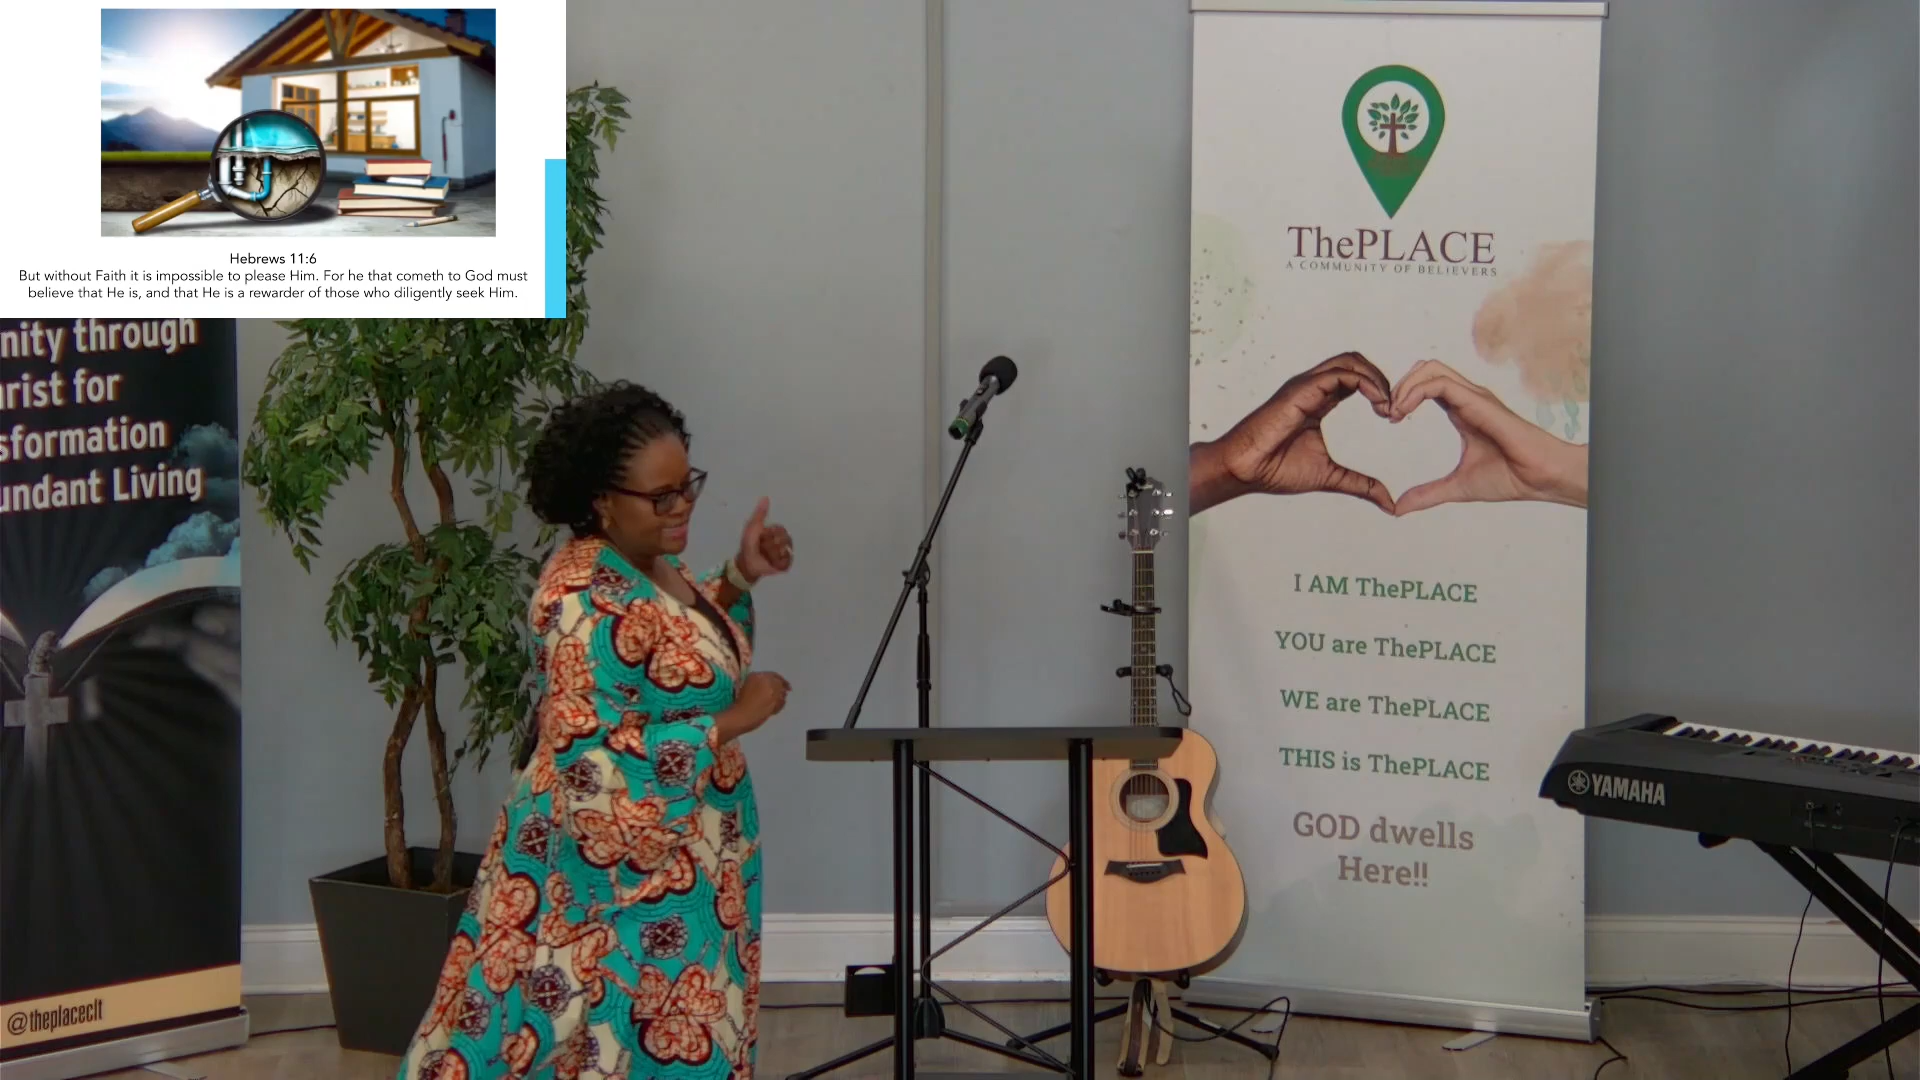 Hebrews 11:6
But without Faith it is impossible to please Him. For he that cometh to God must
believe that He is, and that He is a rewarder of those who diligently seek Him.
nity through
rist for
sformation
undant Living
@theplaceclt
ThePLACE
A COMMUNITY OF BELIEVERS
I AM ThePLACE
YOU are ThePLACE
WE are ThePLACE
THIS is ThePLACE
GOD dwells
Here!!
YAMAHA